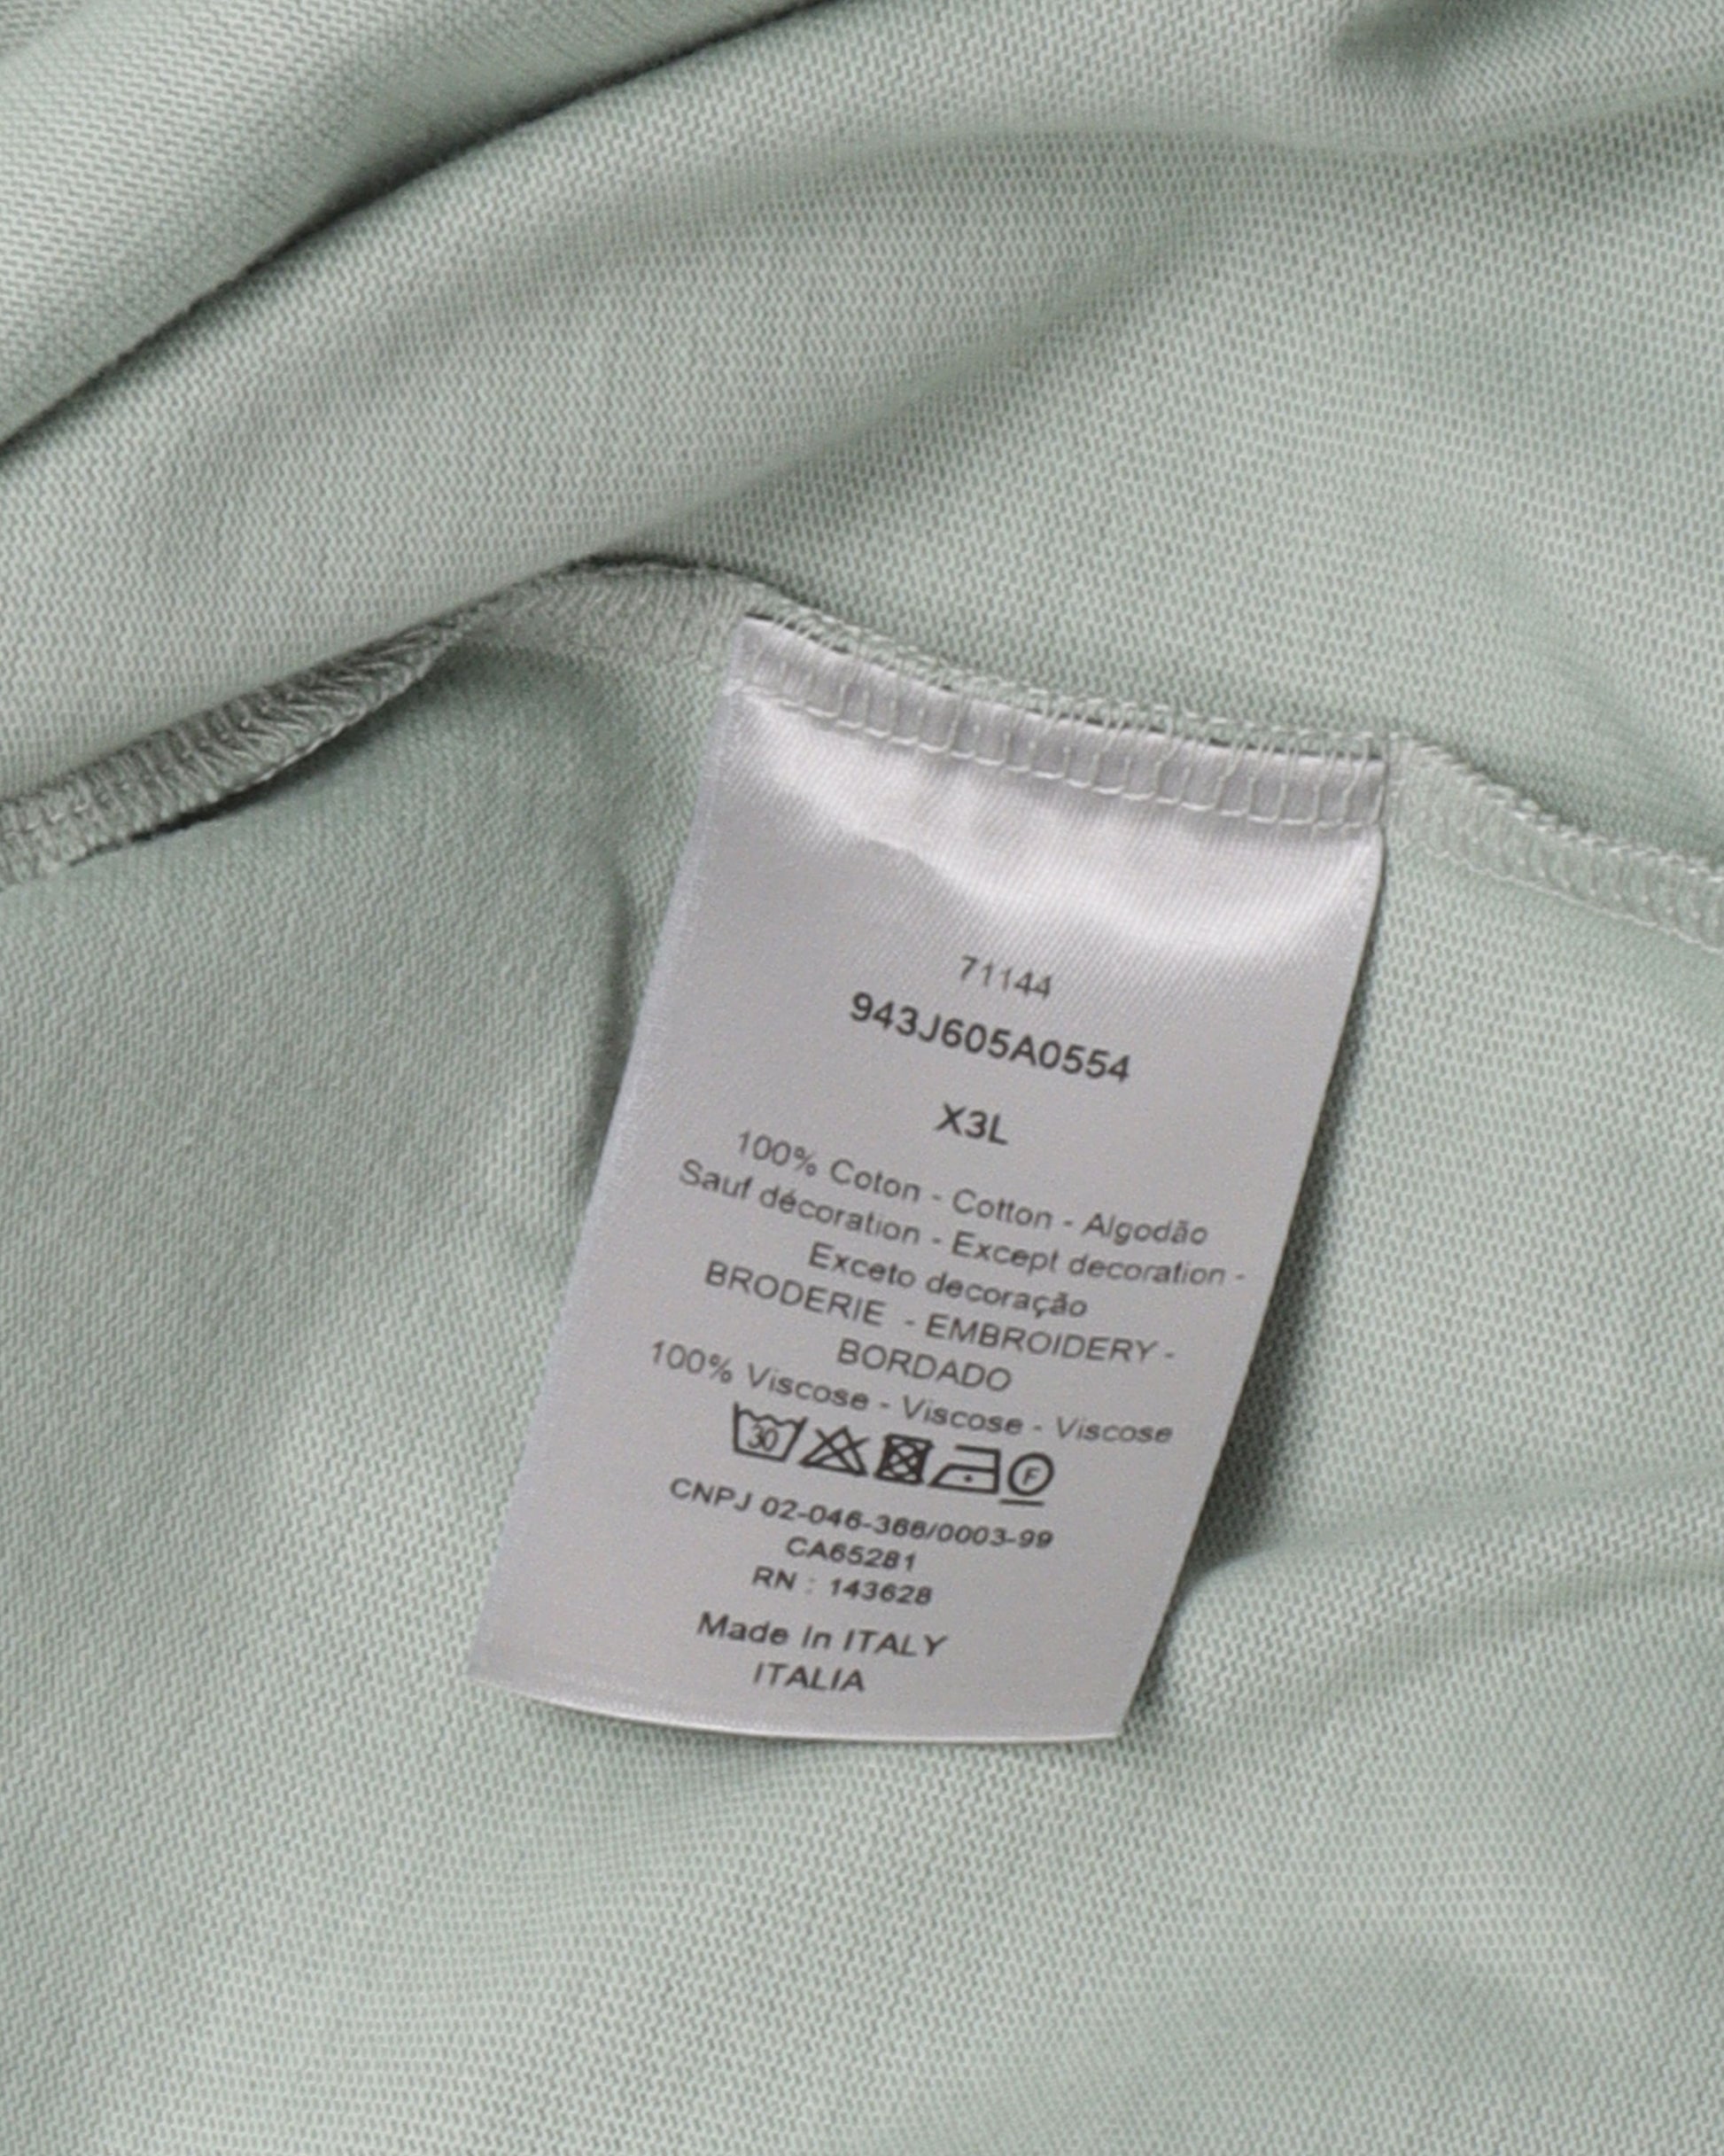 71144
943J605A0554
X3L
100% Coton - Cotton - Algodão
Sauf décoration - Except decoration -
Exceto decoração
BRODERIE - EMBROIDERY -
BORDADO
100% Viscose - Viscose - Viscose
30 F
CNPJ 02-046-366/0003-99
CA65281
RN : 143628
Made In ITALY
ITALIA